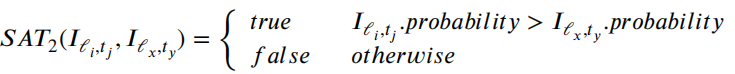 SAT₂(I_{ℓ_i,t_j}, I_{ℓ_x,t_y}) = { true I_{ℓ_i,t_j}.probability > I_{ℓ_x,t_y}.probability
false otherwise